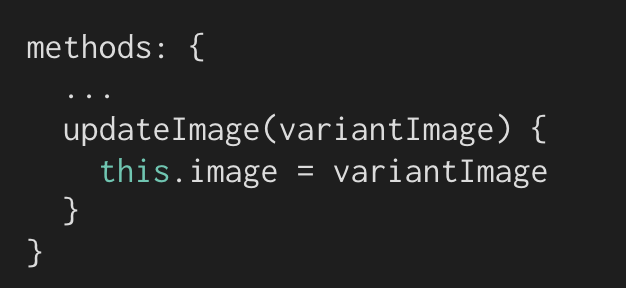 methods: {
  ...
  updateImage(variantImage) {
    this.image = variantImage
  }
}